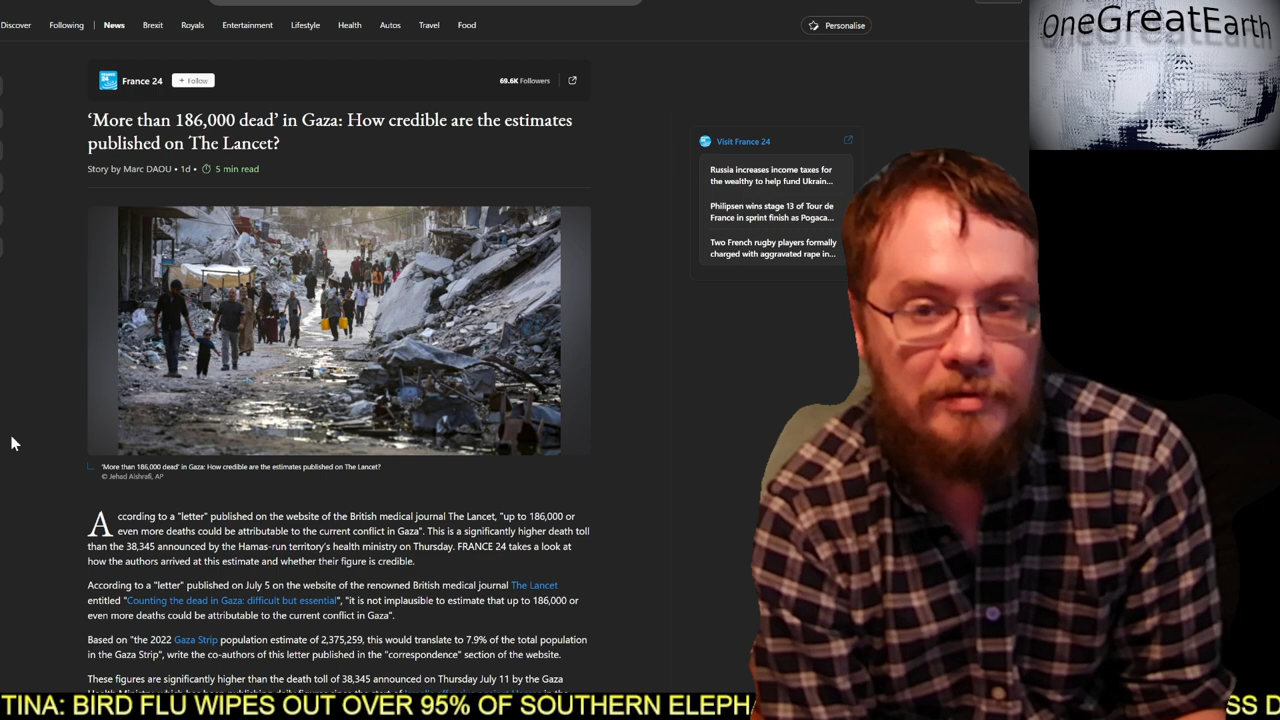 Discover Following News Brexit Royals Entertainment Lifestyle Health Autos Travel Food Personalise
OneGreatEarth
France 24 + Follow 69.6K Followers
‘More than 186,000 dead’ in Gaza: How credible are the estimates
published on The Lancet?
Story by Marc DAOU • 1d • 5 min read
Visit France 24
Russia increases income taxes for
the wealthy to help fund Ukrain...
Philipsen wins stage 13 of Tour de
France in sprint finish as Pogaca...
Two French rugby players formally
charged with aggravated rape in...
‘More than 186,000 dead’ in Gaza: How credible are the estimates published on The Lancet?
© Jehad Alshrafi, AP
According to a "letter" published on the website of the British medical journal The Lancet, "up to 186,000 or
even more deaths could be attributable to the current conflict in Gaza". This is a significantly higher death toll
than the 38,345 announced by the Hamas-run territory’s health ministry on Thursday. FRANCE 24 takes a look at
how the authors arrived at this estimate and whether their figure is credible.
According to a "letter" published on July 5 on the website of the renowned British medical journal The Lancet
entitled "Counting the dead in Gaza: difficult but essential", "it is not implausible to estimate that up to 186,000 or
even more deaths could be attributable to the current conflict in Gaza".
Based on "the 2022 Gaza Strip population estimate of 2,375,259, this would translate to 7.9% of the total population
in the Gaza Strip", write the co-authors of this letter published in the "correspondence" section of the website.
These figures are significantly higher than the death toll of 38,345 announced on Thursday July 11 by the Gaza
TINA: BIRD FLU WIPES OUT OVER 95% OF SOUTHERN ELEPH SS D